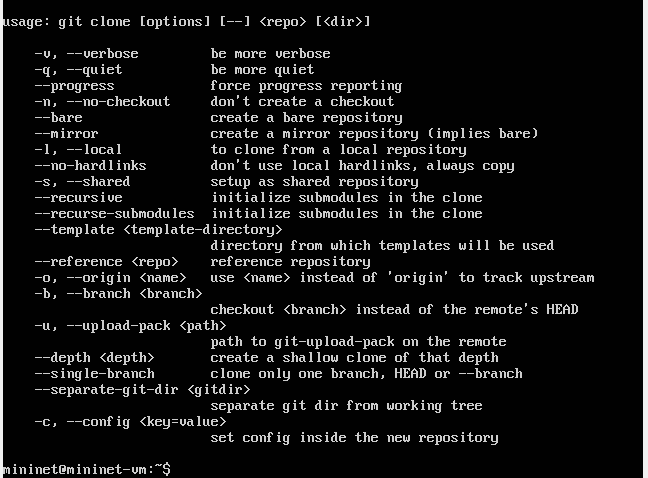 usage: git clone [options] [--] <repo> [<dir>]
-v, --verbose be more verbose
-q, --quiet be more quiet
--progress force progress reporting
-n, --no-checkout don't create a checkout
--bare create a bare repository
--mirror create a mirror repository (implies bare)
-l, --local to clone from a local repository
--no-hardlinks don't use local hardlinks, always copy
-s, --shared setup as shared repository
--recursive initialize submodules in the clone
--recurse-submodules initialize submodules in the clone
--template <template-directory>
directory from which templates will be used
--reference <repo> reference repository
-o, --origin <name> use <name> instead of 'origin' to track upstream
-b, --branch <branch>
checkout <branch> instead of the remote's HEAD
-u, --upload-pack <path>
path to git-upload-pack on the remote
--depth <depth> create a shallow clone of that depth
--single-branch clone only one branch, HEAD or --branch
--separate-git-dir <gitdir>
separate git dir from working tree
-c, --config <key=value>
set config inside the new repository
mininet@mininet-vm:~$